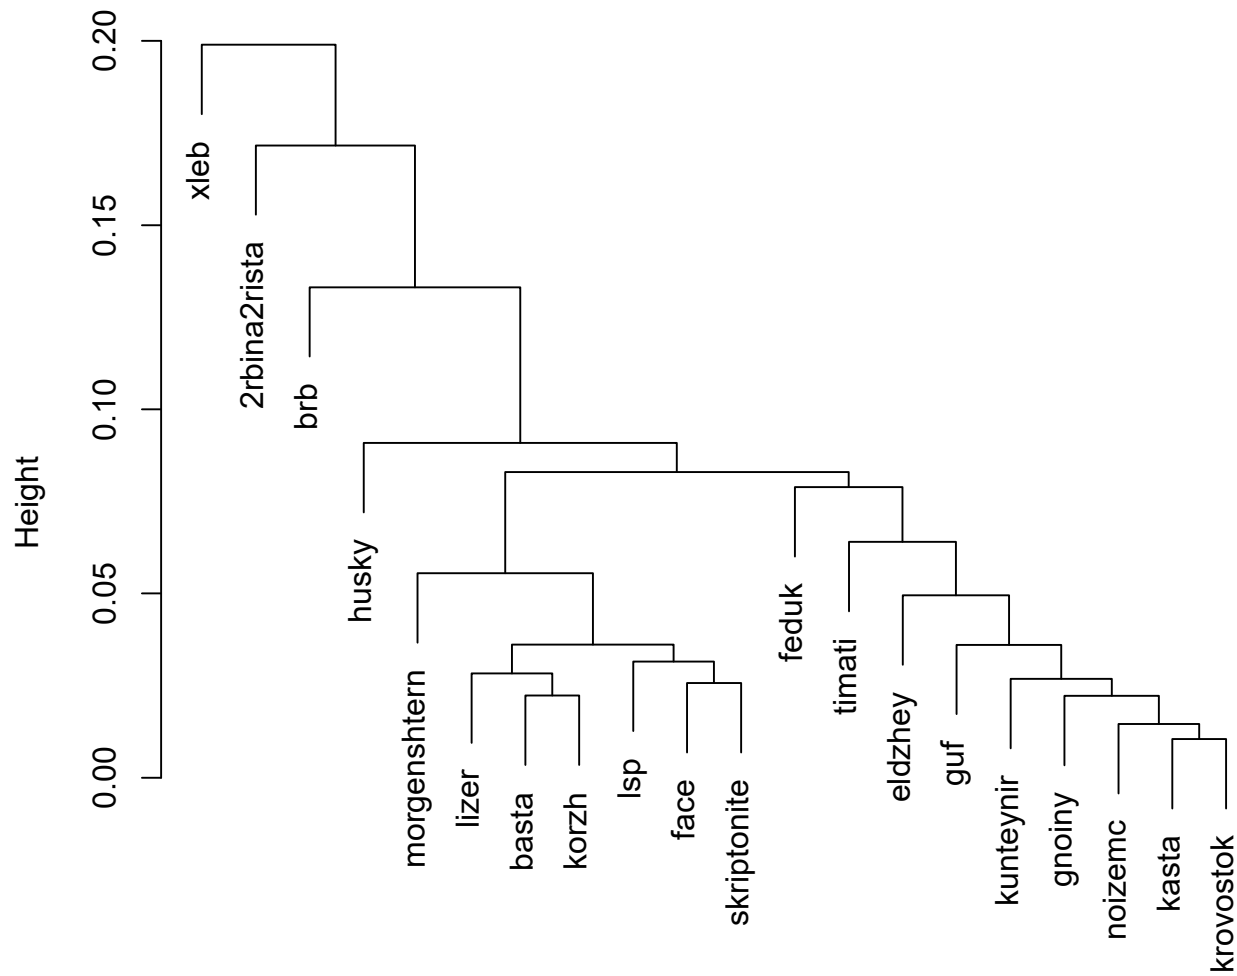 Height
0.20
0.15
0.10
0.05
0.00
xleb
2rbina2rista
brb
husky
morgenshtern
lizer
basta
korzh
lsp
face
skriptonite
feduk
timati
eldzhey
guf
kunteynir
gnoiny
noizemc
kasta
krovostok